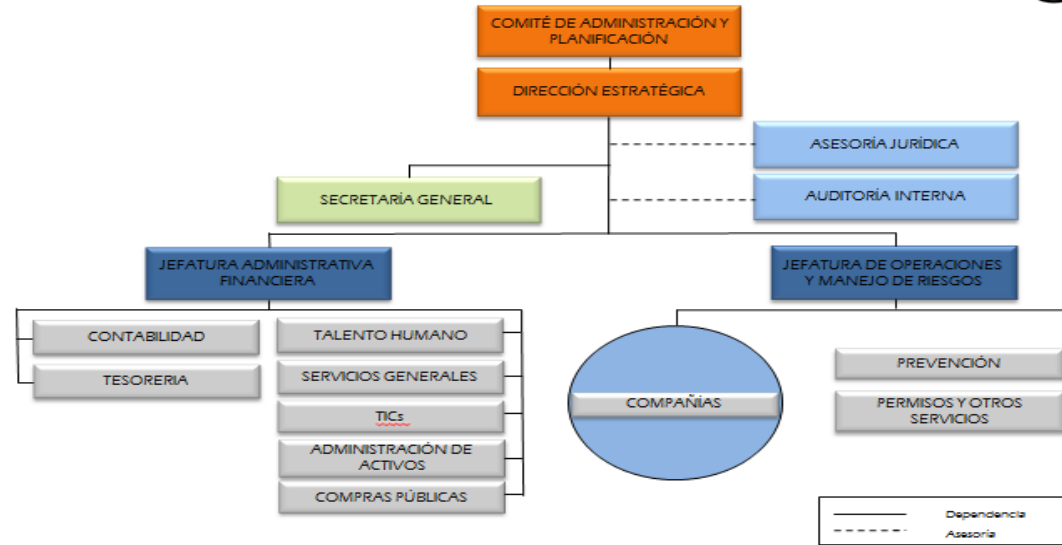 COMITÉ DE ADMINISTRACIÓN Y
PLANIFICACIÓN
DIRECCIÓN ESTRATÉGICA
ASESORÍA JURÍDICA
SECRETARÍA GENERAL
AUDITORÍA INTERNA
JEFATURA ADMINISTRATIVA
FINANCIERA
JEFATURA DE OPERACIONES
Y MANEJO DE RIESGOS
CONTABILIDAD
TESORERIA
TALENTO HUMANO
SERVICIOS GENERALES
TICs
ADMINISTRACIÓN DE
ACTIVOS
COMPRAS PÚBLICAS
COMPAÑÍAS
PREVENCIÓN
PERMISOS Y OTROS
SERVICIOS
Dependencia
Asesoría